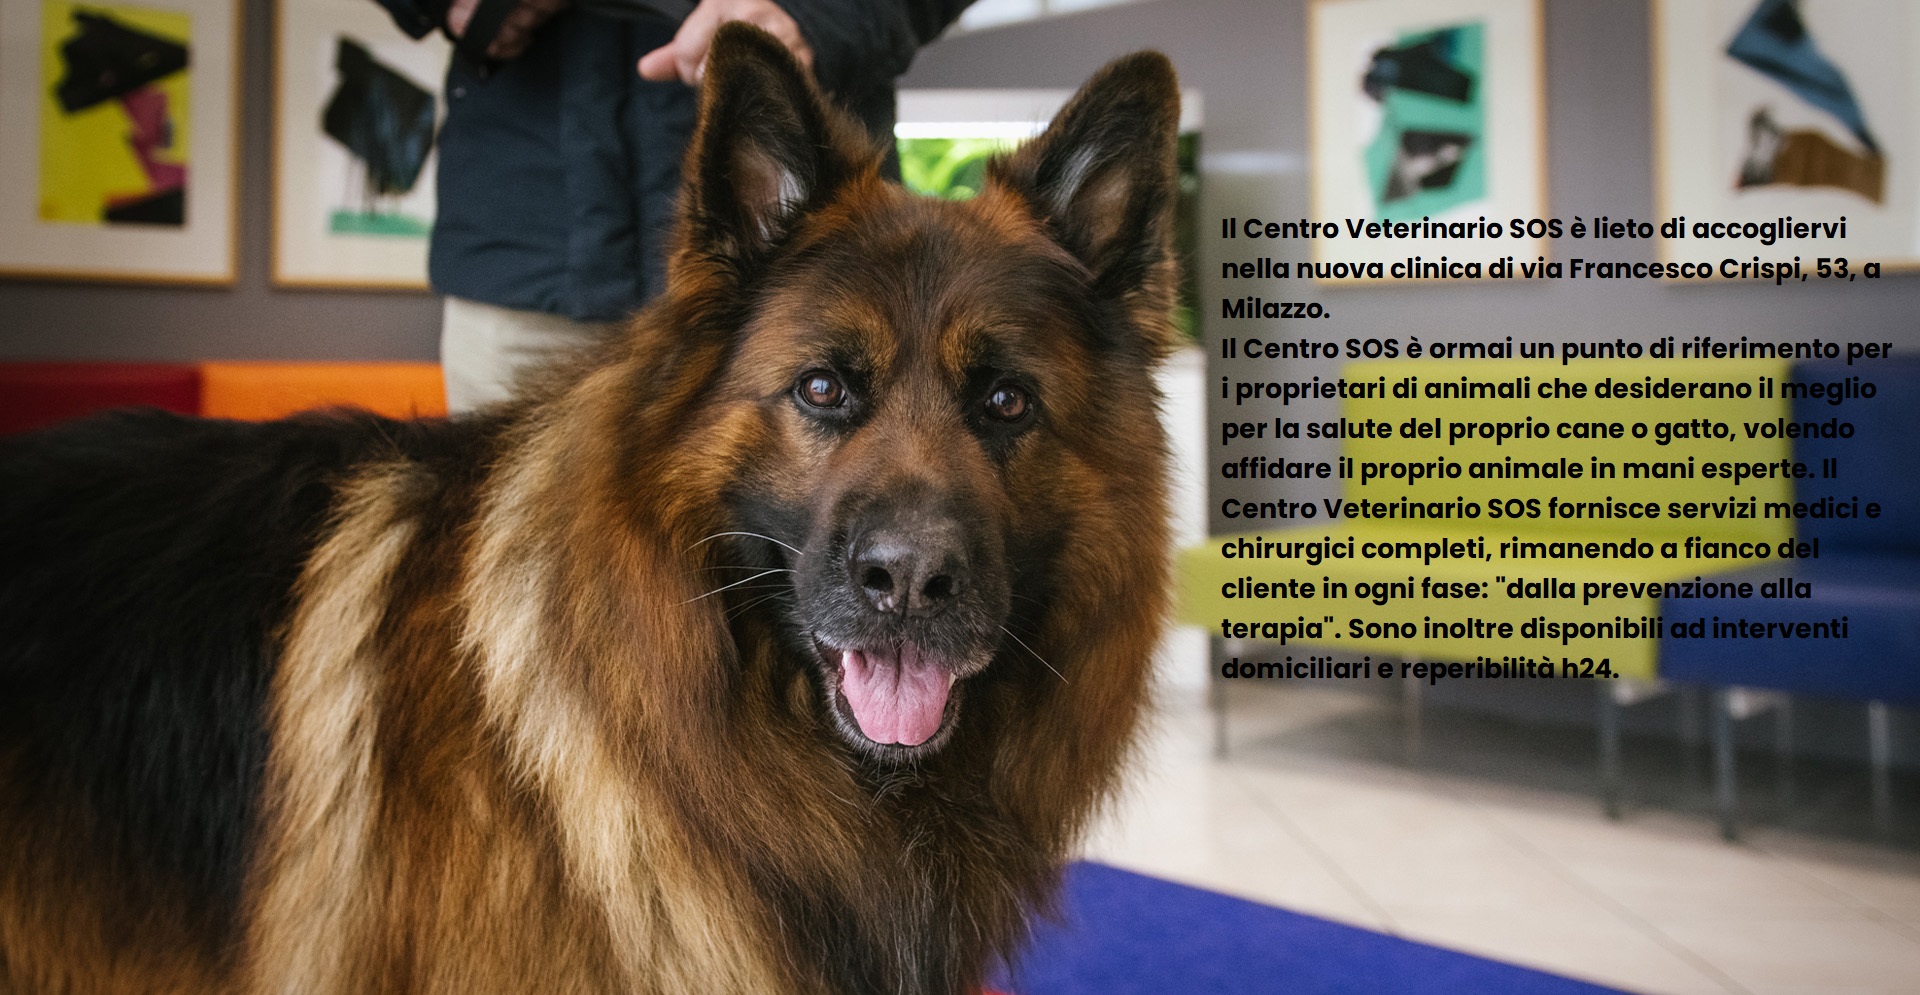 Il Centro Veterinario SOS è lieto di accogliervi
nella nuova clinica di via Francesco Crispi, 53, a
Milazzo.
Il Centro SOS è ormai un punto di riferimento per
i proprietari di animali che desiderano il meglio
per la salute del proprio cane o gatto, volendo
affidare il proprio animale in mani esperte. Il
Centro Veterinario SOS fornisce servizi medici e
chirurgici completi, rimanendo a fianco del
cliente in ogni fase: "dalla prevenzione alla
terapia". Sono inoltre disponibili ad interventi
domiciliari e reperibilità h24.